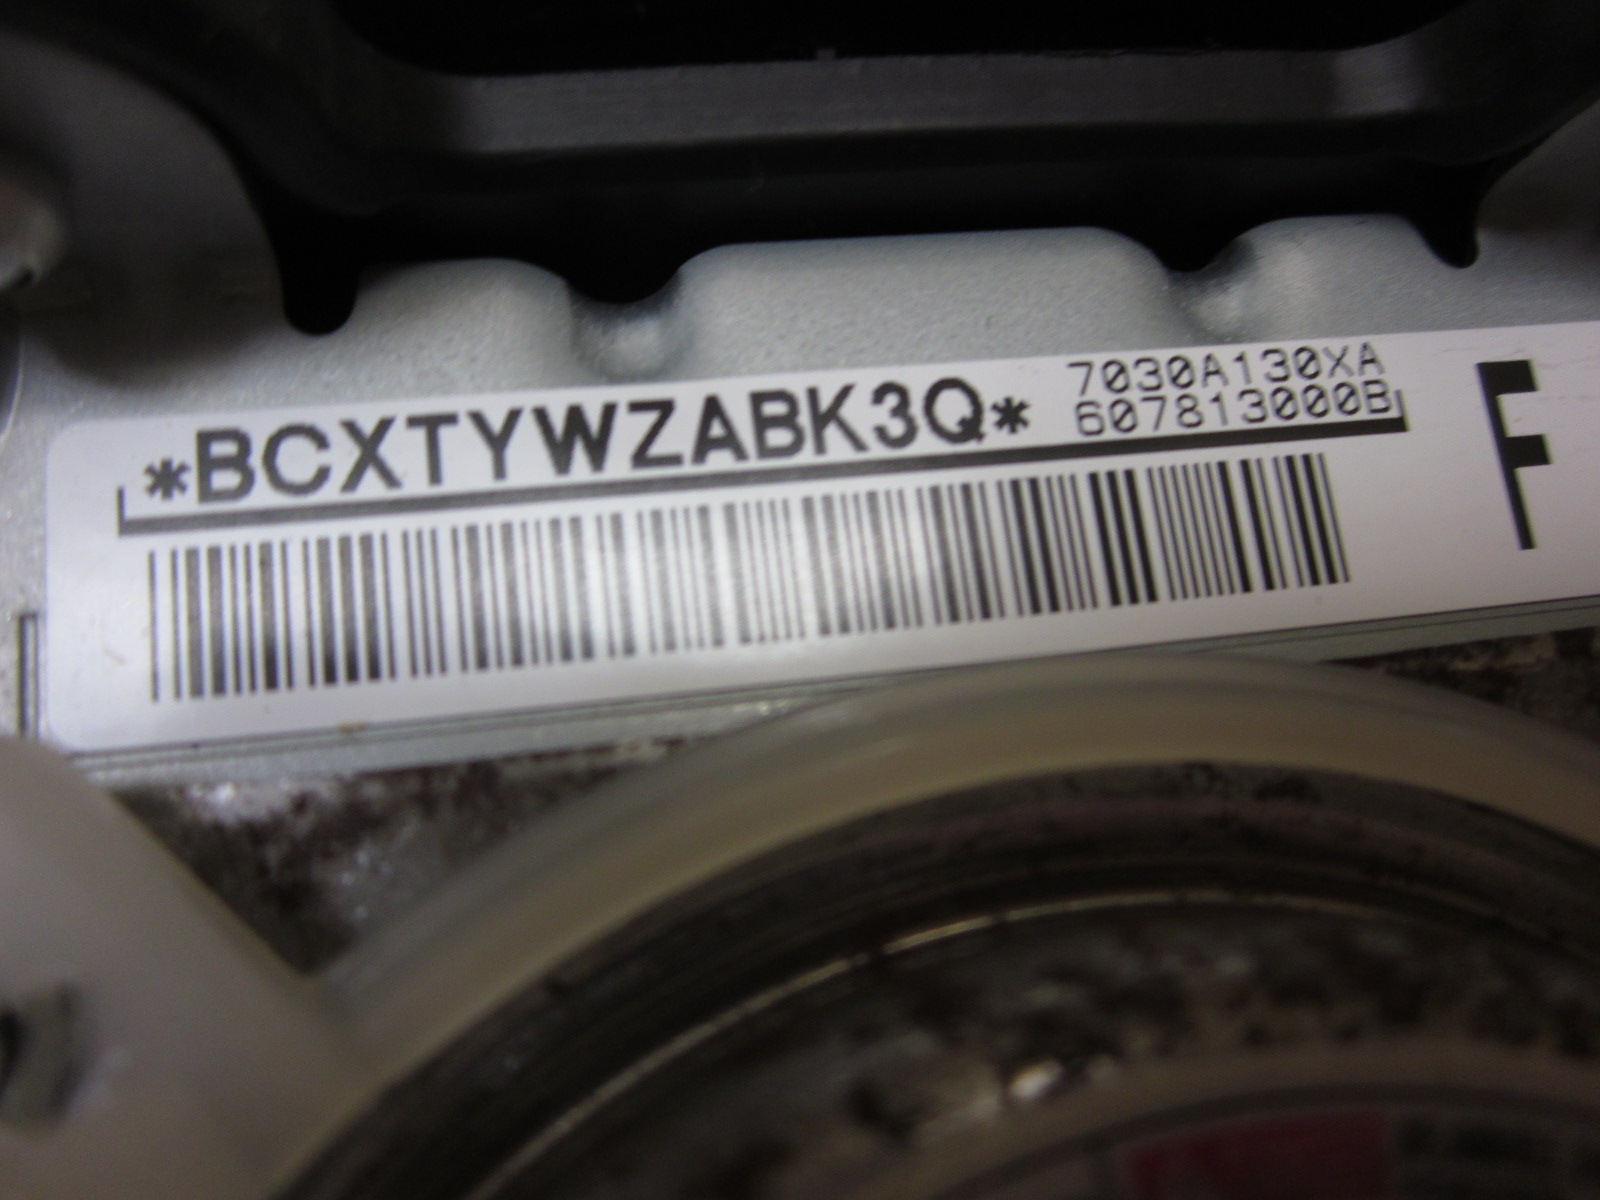 *BCXTYWZABK3Q*
7030A130XA
607813000B
F